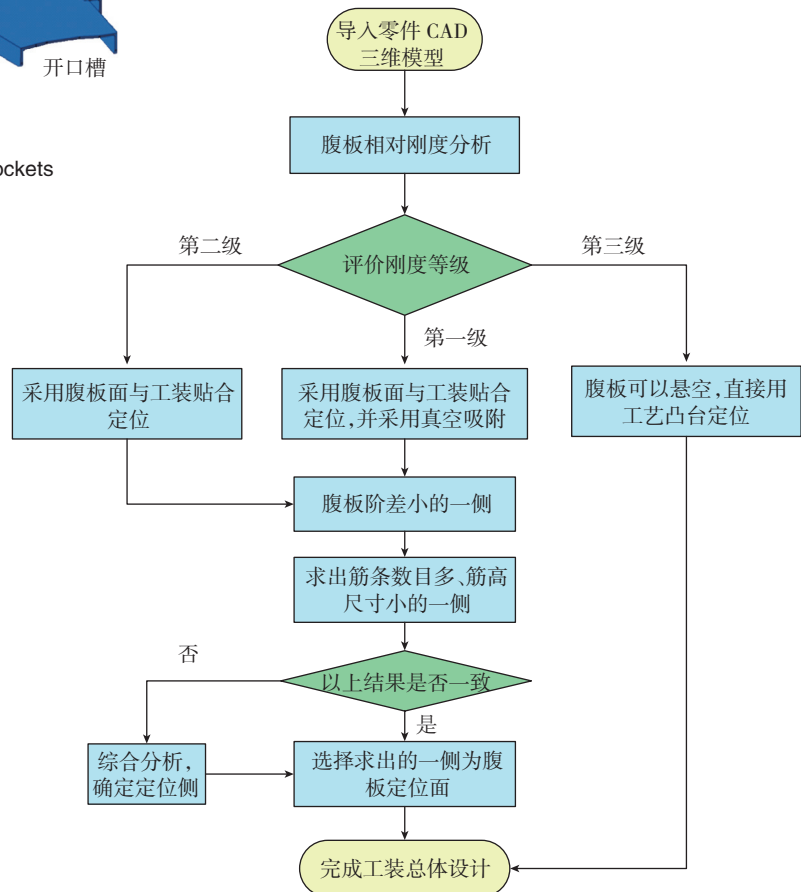 开口槽
ockets
导入零件 CAD
三维模型
腹板相对刚度分析
评价刚度等级
第二级
第三级
第一级
采用腹板面与工装贴合
定位
采用腹板面与工装贴合
定位,并采用真空吸附
腹板可以悬空,直接用
工艺凸台定位
腹板阶差小的一侧
求出筋条数目多、筋高
尺寸小的一侧
以上结果是否一致
否
是
综合分析,
确定定位侧
选择求出的一侧为腹
板定位面
完成工装总体设计